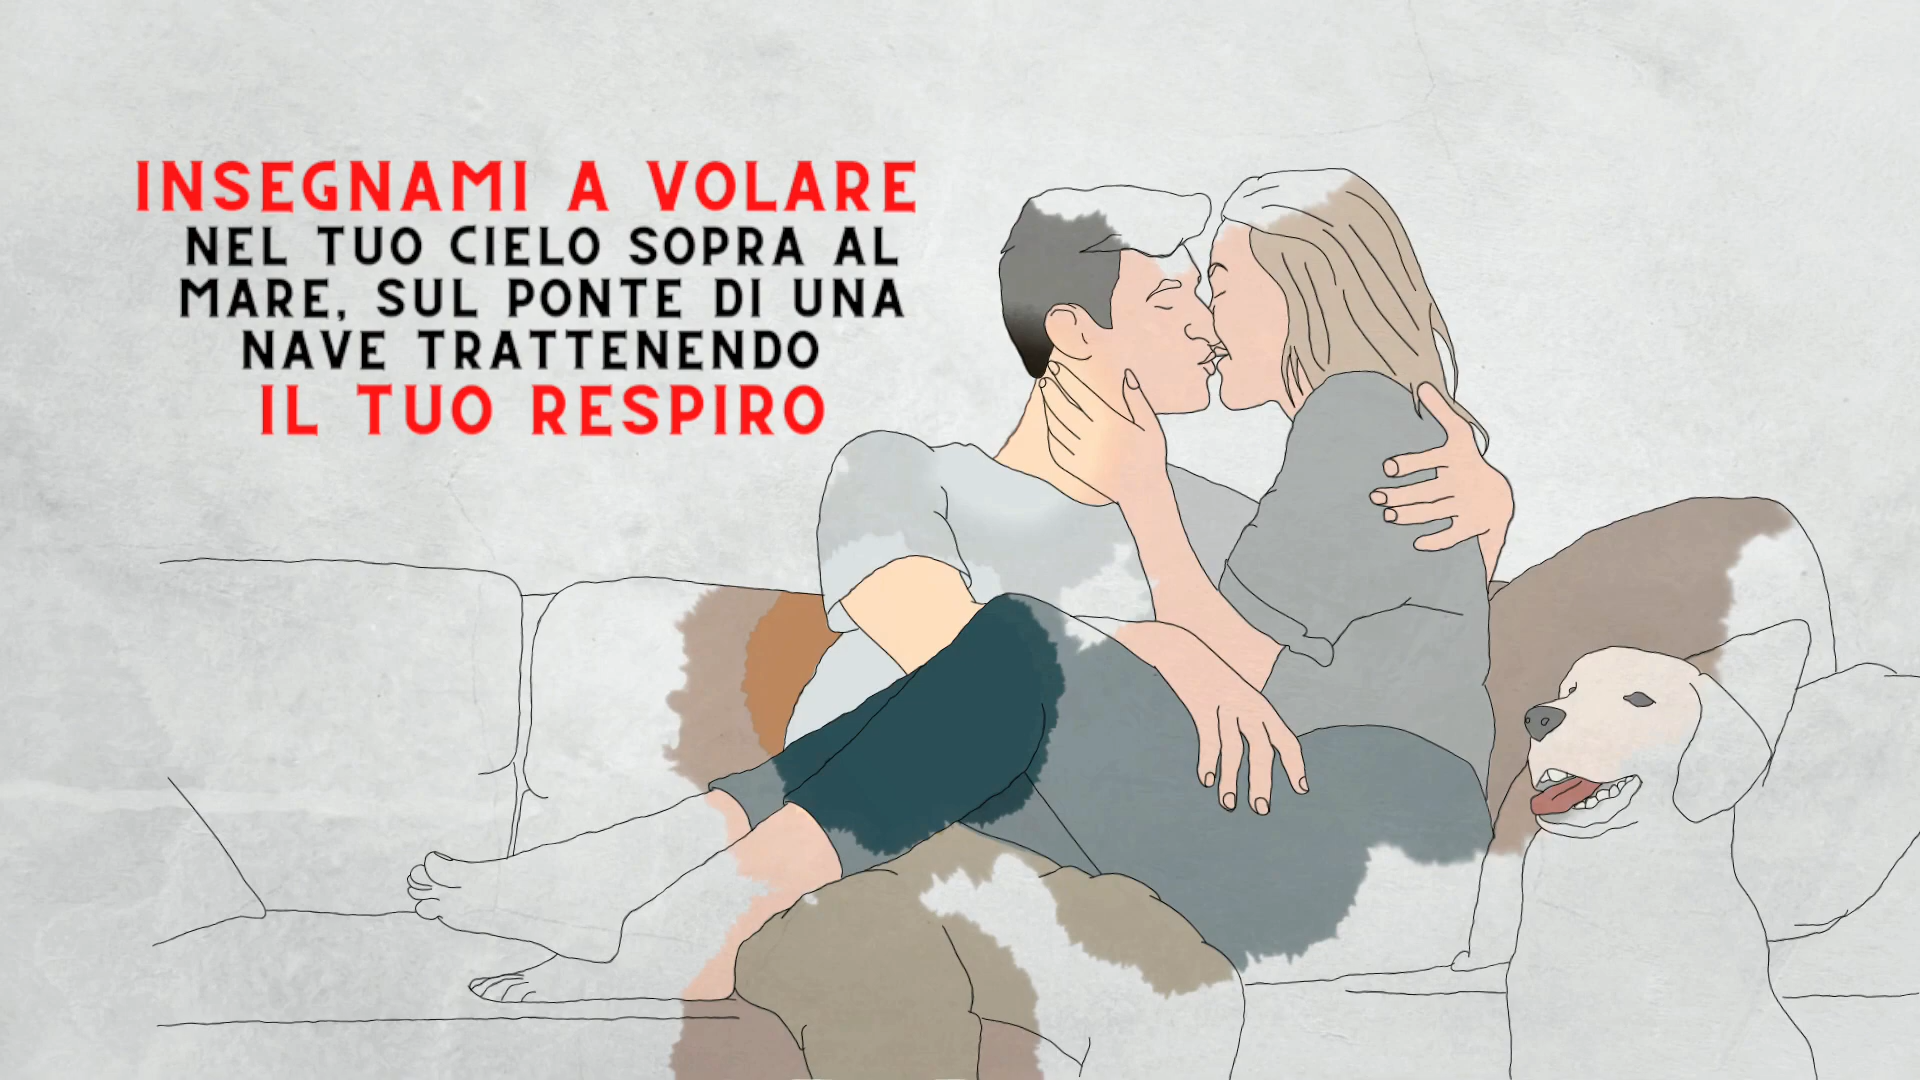 INSEGNAMI A VOLARE
NEL TUO CIELO SOPRA AL
MARE, SUL PONTE DI UNA
NAVE TRATTENENDO
IL TUO RESPIRO